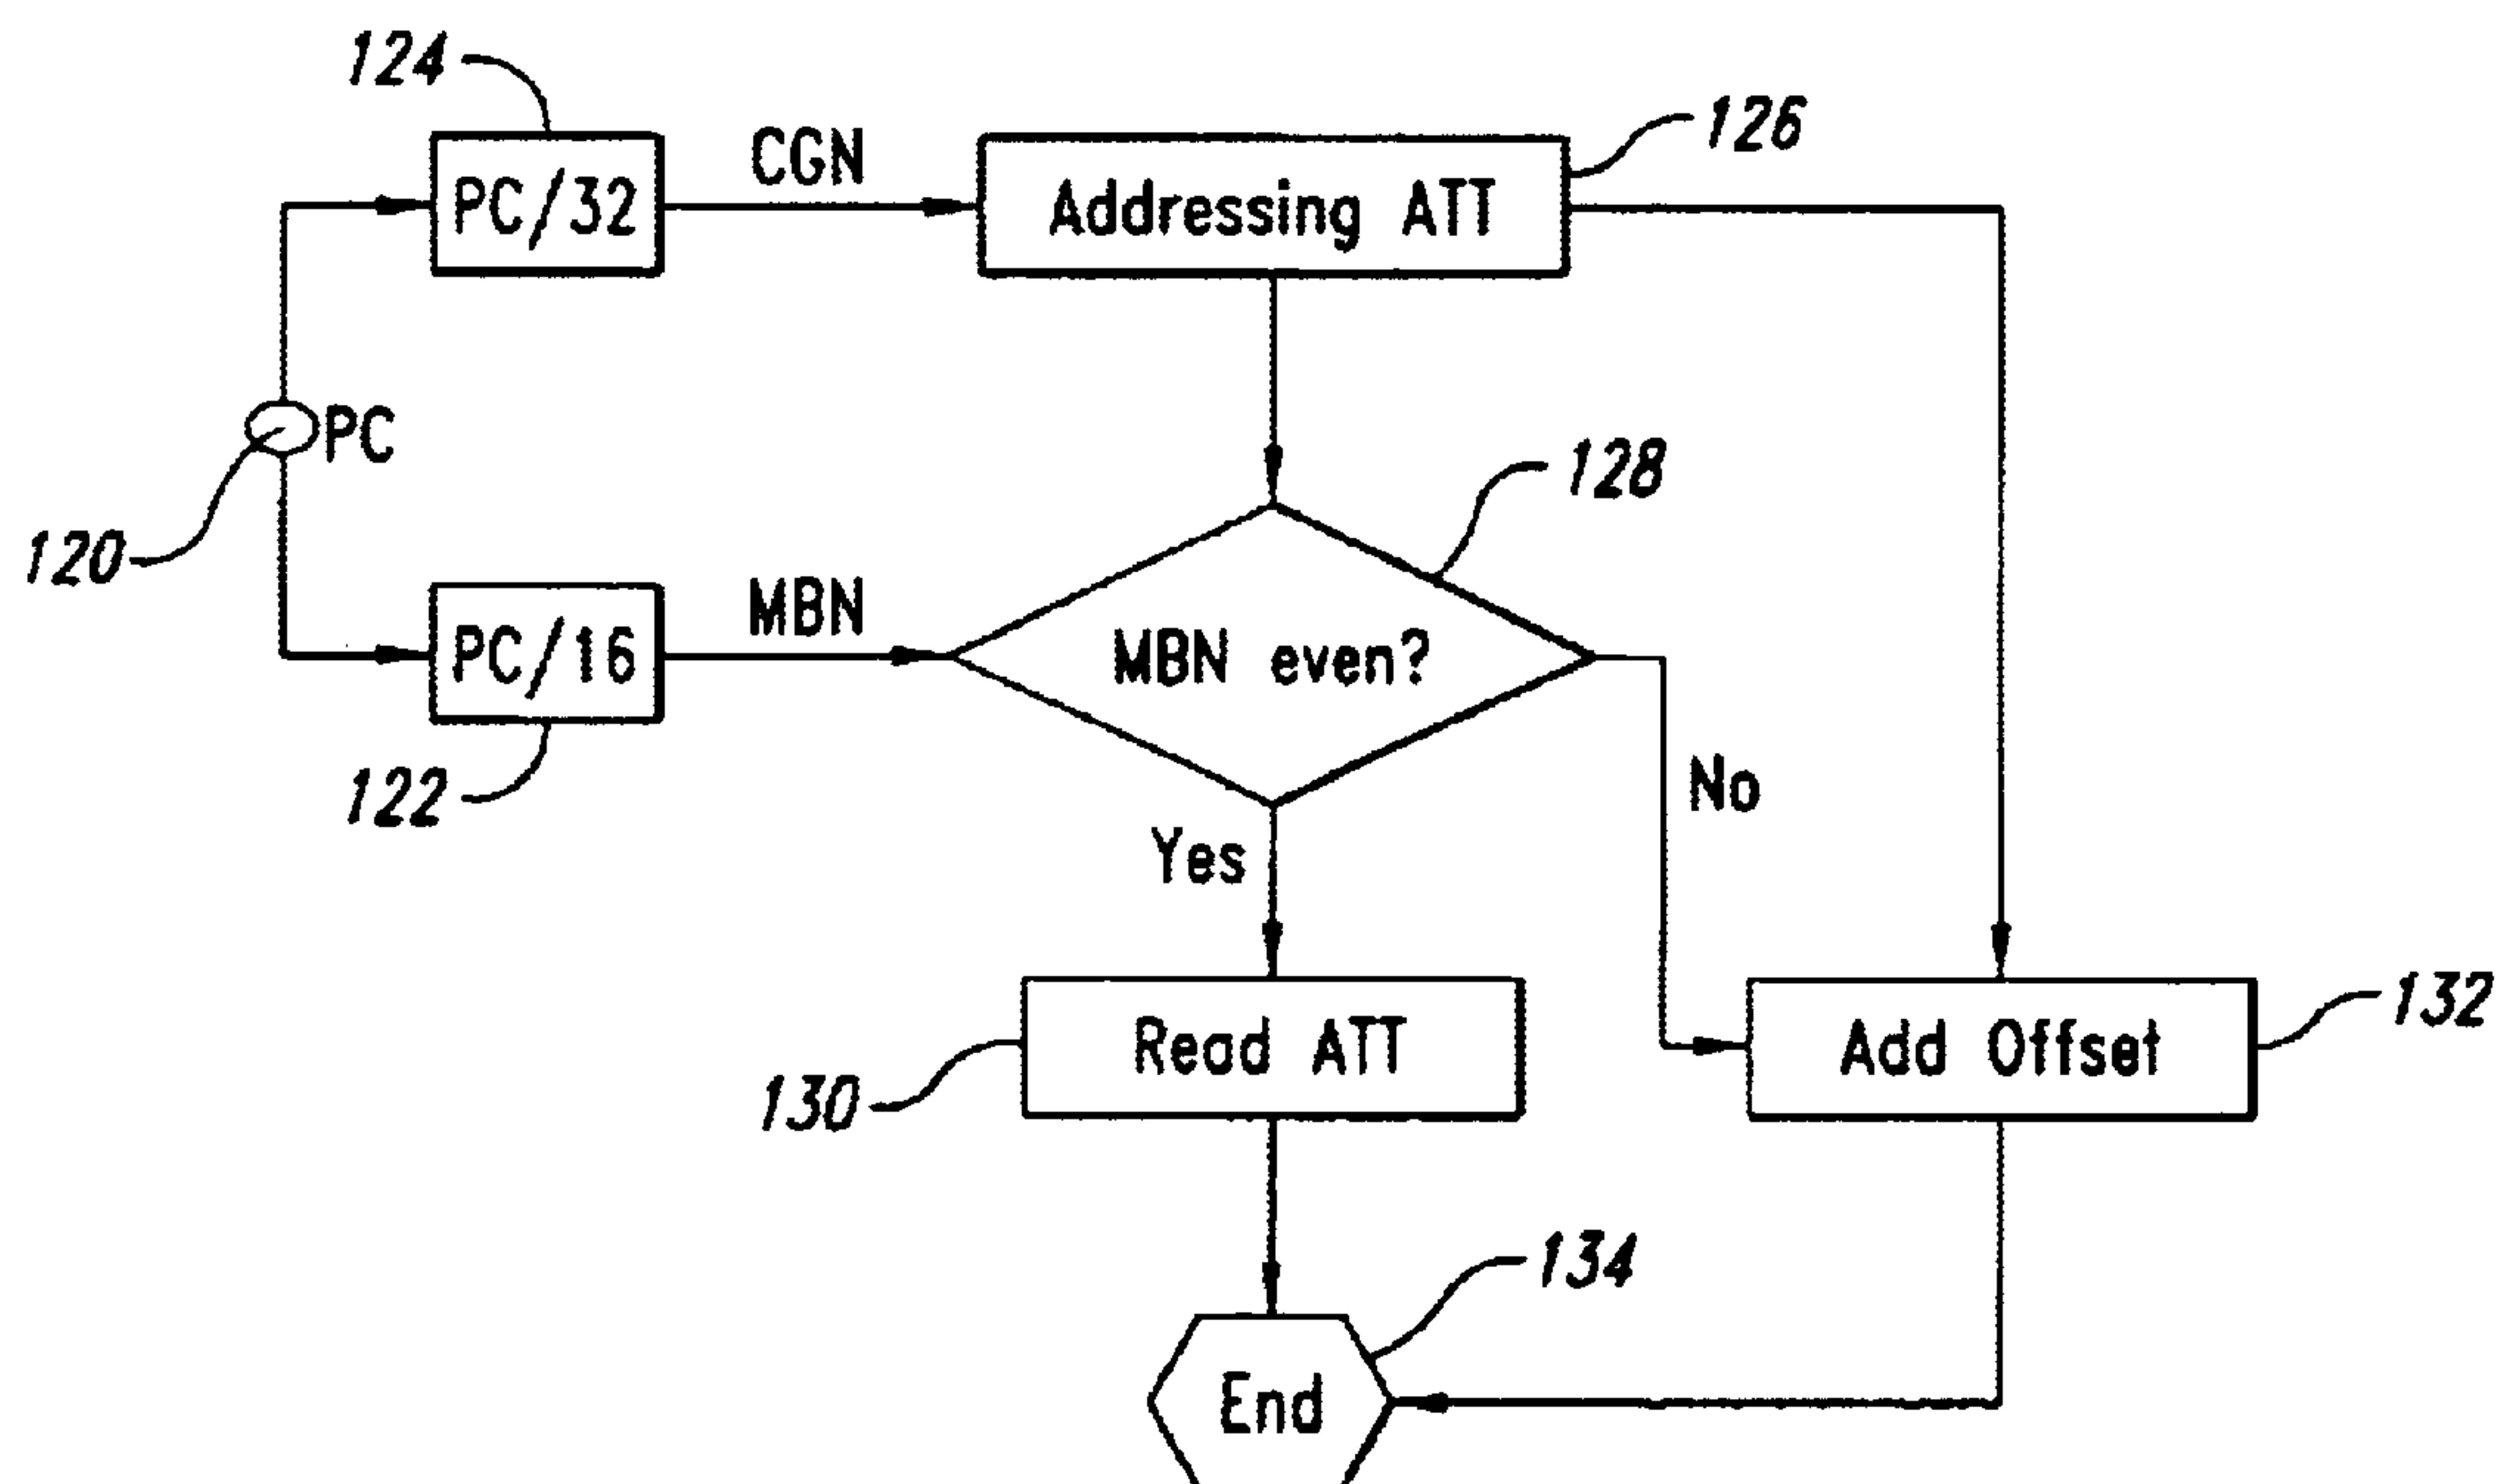 124
126
CGN
PC/32
Addressing ATT
PC
128
120
MBN
PC/16
MBN even?
122
No
Yes
132
Read ATT
Add Offset
130
134
End